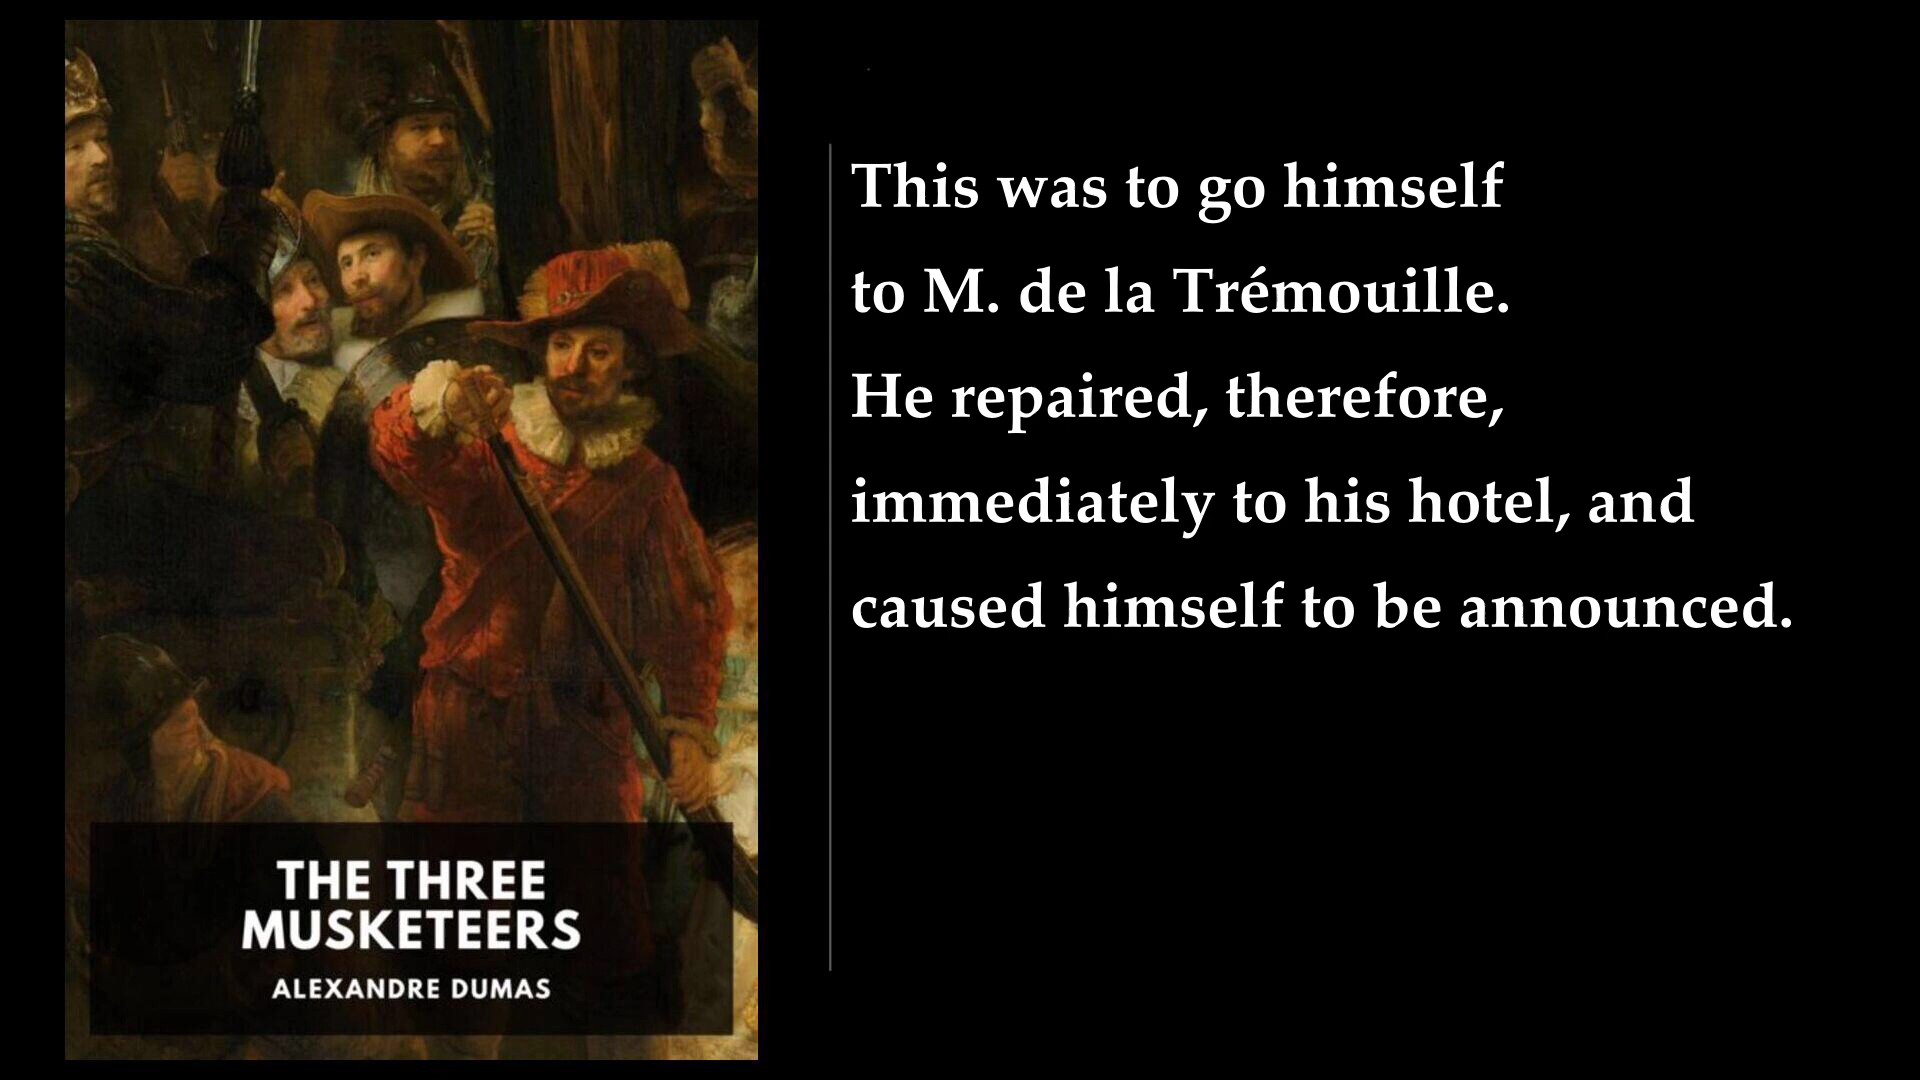 This was to go himself
to M. de la Trémouille.
He repaired, therefore,
immediately to his hotel, and
caused himself to be announced.
THE THREE
MUSKETEERS
ALEXANDRE DUMAS